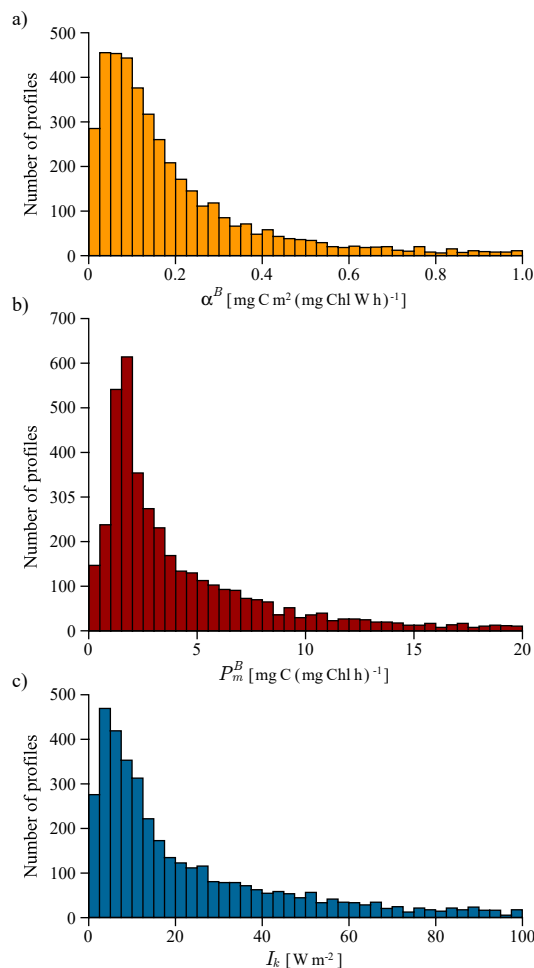 a)
500
400
300
200
100
0
Number of profiles
0 0.2 0.4 0.6 0.8 1.0
α^B [mg C m² (mg Chl W h)⁻¹]
b)
700
600
500
400
305
200
100
0
Number of profiles
0 5 10 15 20
P_m^B [mg C (mg Chl h)⁻¹]
c)
500
400
300
200
100
0
Number of profiles
0 20 40 60 80 100
I_k [W m⁻²]